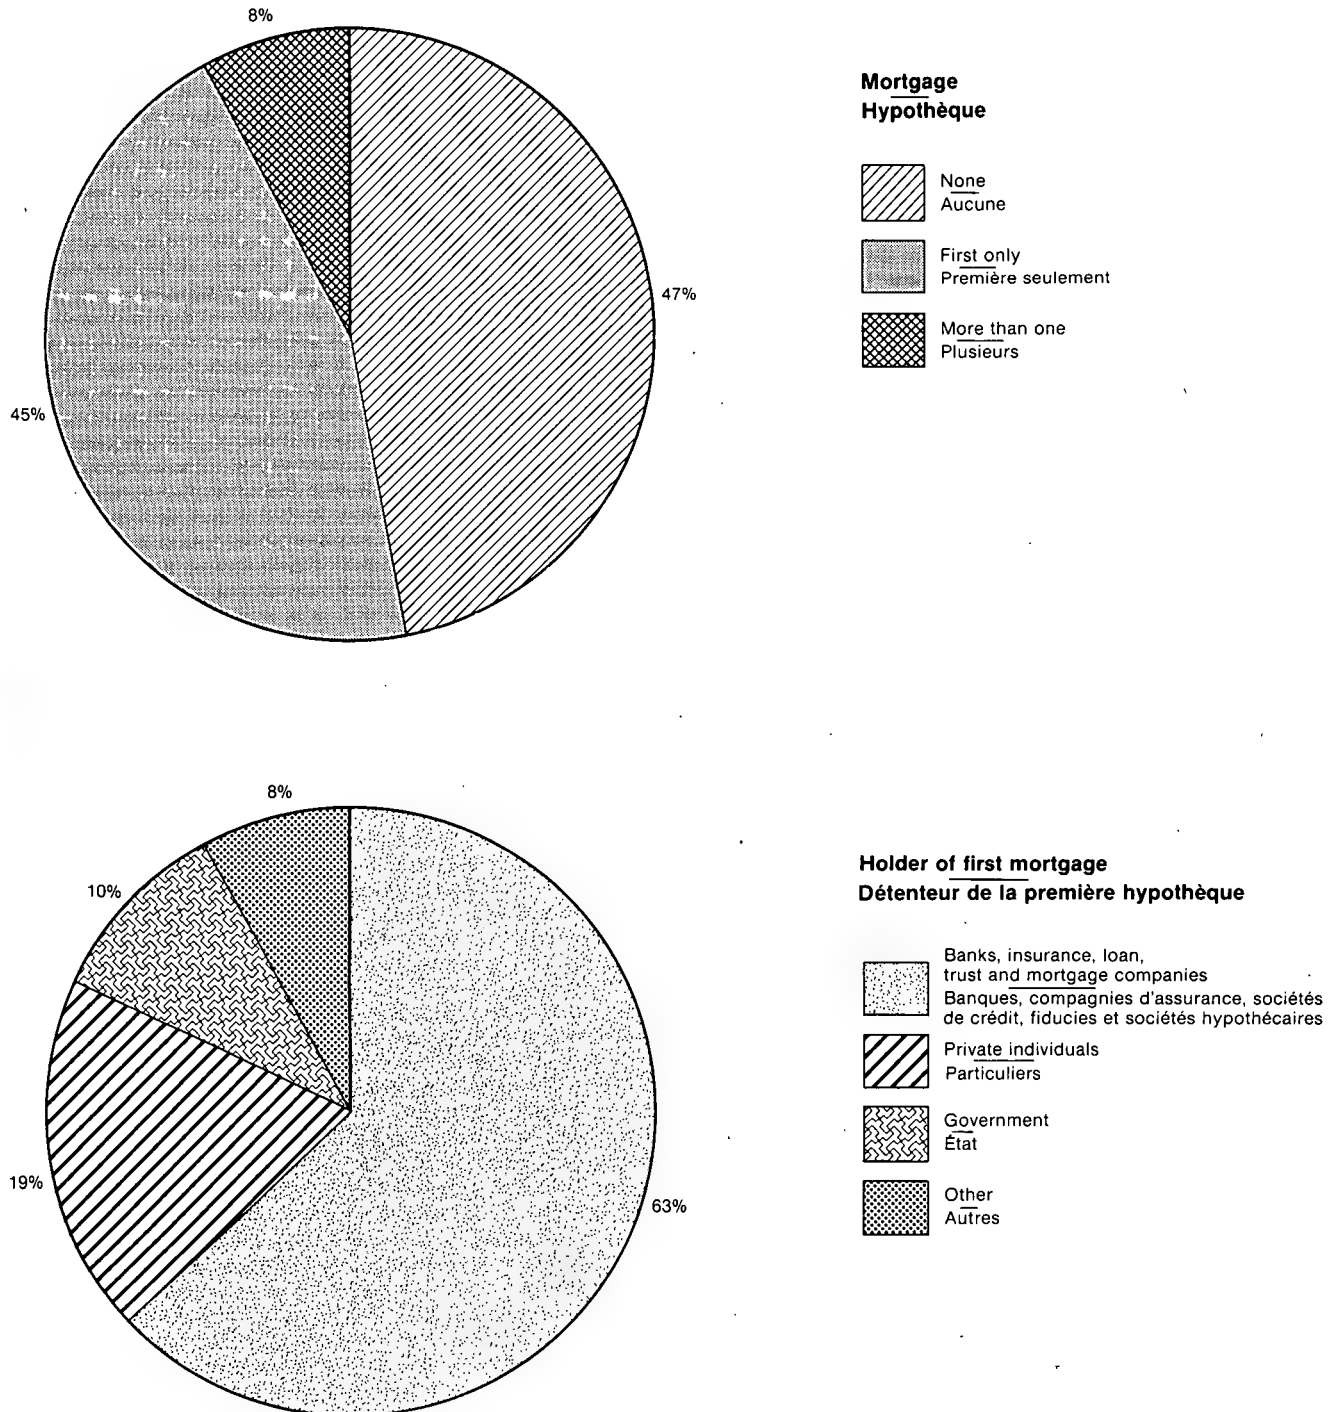 8%
47%
45%
Mortgage
Hypothèque
None
Aucune
First only
Première seulement
More than one
Plusieurs
8%
10%
19%
63%
Holder of first mortgage
Détenteur de la première hypothèque
Banks, insurance, loan,
trust and mortgage companies
Banques, compagnies d'assurance, sociétés
de crédit, fiducies et sociétés hypothécaires
Private individuals
Particuliers
Government
État
Other
Autres